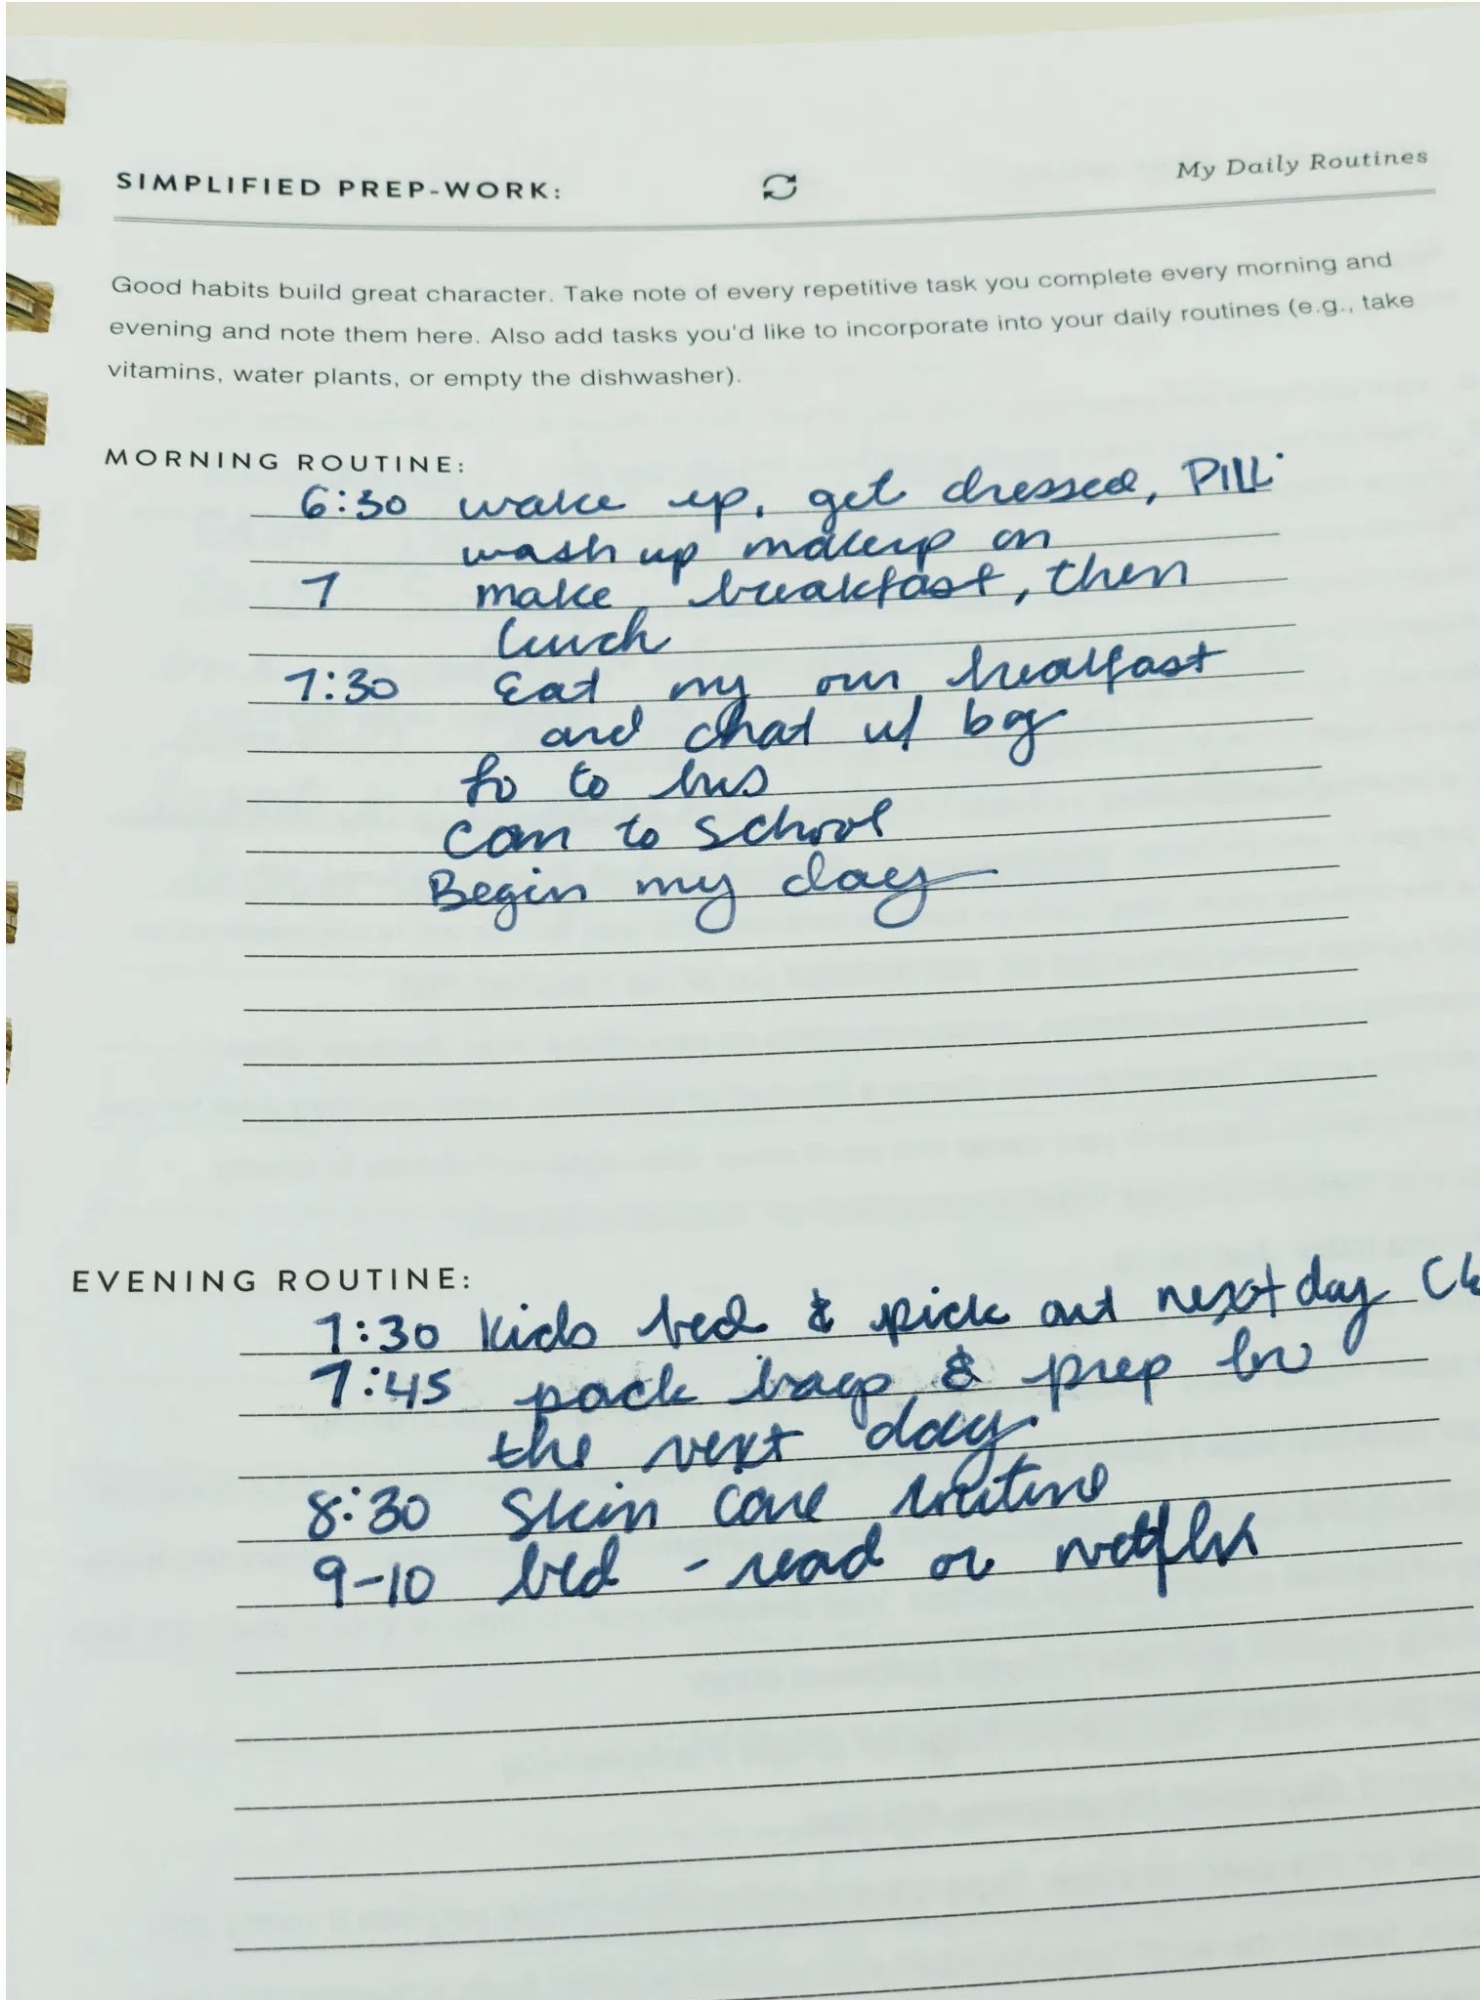 SIMPLIFIED PREP-WORK: My Daily Routines
Good habits build great character. Take note of every repetitive task you complete every morning and
evening and note them here. Also add tasks you'd like to incorporate into your daily routines (e.g., take
vitamins, water plants, or empty the dishwasher).
MORNING ROUTINE:
6:30 wake up, get dressed, PILL
wash up makeup on
7 make breakfast, then
lunch
7:30 Eat my own breakfast
and chat w/
to bus
to school
Begin my day
EVENING ROUTINE:
7:30 Kids bed & pick out next day
7:45 pack bags & prep for
the next day.
8:30 Skin care routine
9-10 bed - read or netflix